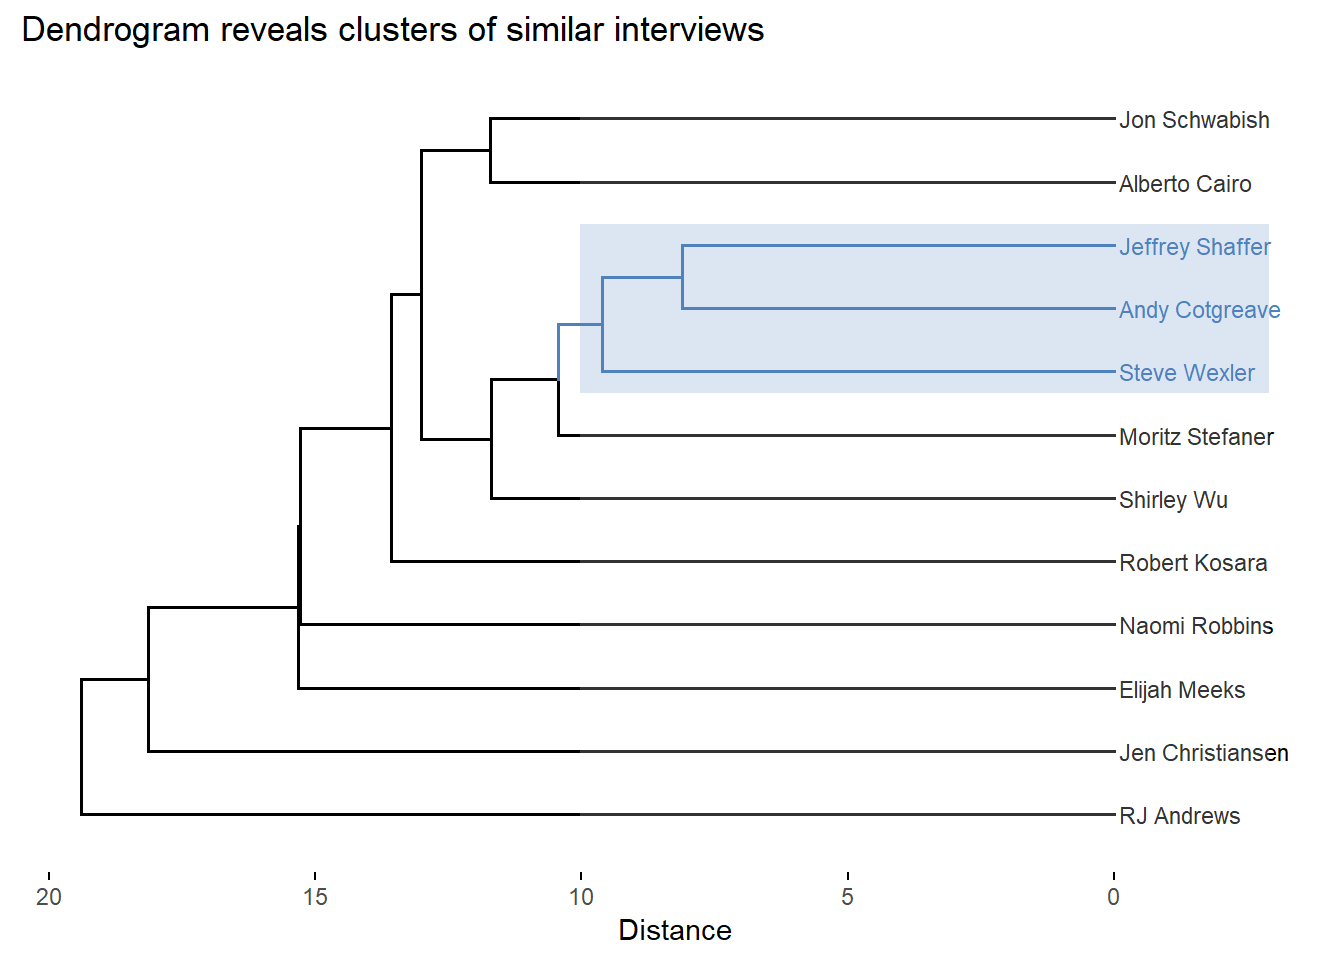 Dendrogram reveals clusters of similar interviews
Jon Schwabish
Alberto Cairo
Jeffrey Shaffer
Andy Cotgreave
Steve Wexler
Moritz Stefaner
Shirley Wu
Robert Kosara
Naomi Robbins
Elijah Meeks
Jen Christiansen
RJ Andrews
20 15 10 5 0
Distance